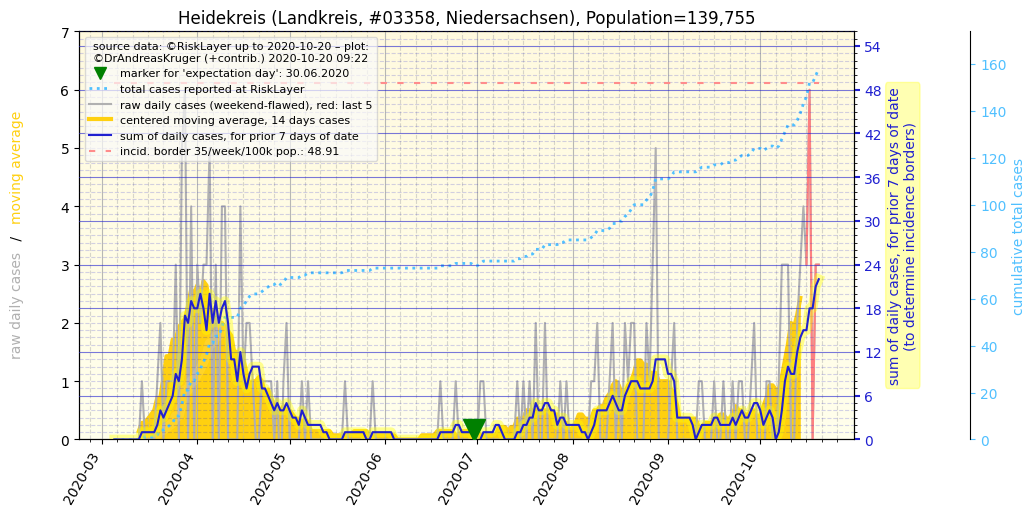 Heidekreis (Landkreis, #03358, Niedersachsen), Population=139,755
source data: ©RiskLayer up to 2020-10-20 – plot:
©DrAndreasKruger (+contrib.) 2020-10-20 09:22
marker for 'expectation day': 30.06.2020
total cases reported at RiskLayer
raw daily cases (weekend-flawed), red: last 5
centered moving average, 14 days cases
sum of daily cases, for prior 7 days of date
incid. border 35/week/100k pop.: 48.91
raw daily cases / moving average
7
6
5
4
3
2
1
0
54
48
42
36
30
24
18
12
6
0
sum of daily cases, for prior 7 days of date
(to determine incidence borders)
160
140
120
100
80
60
40
20
0
cumulative total cases
2020-03
2020-04
2020-05
2020-06
2020-07
2020-08
2020-09
2020-10